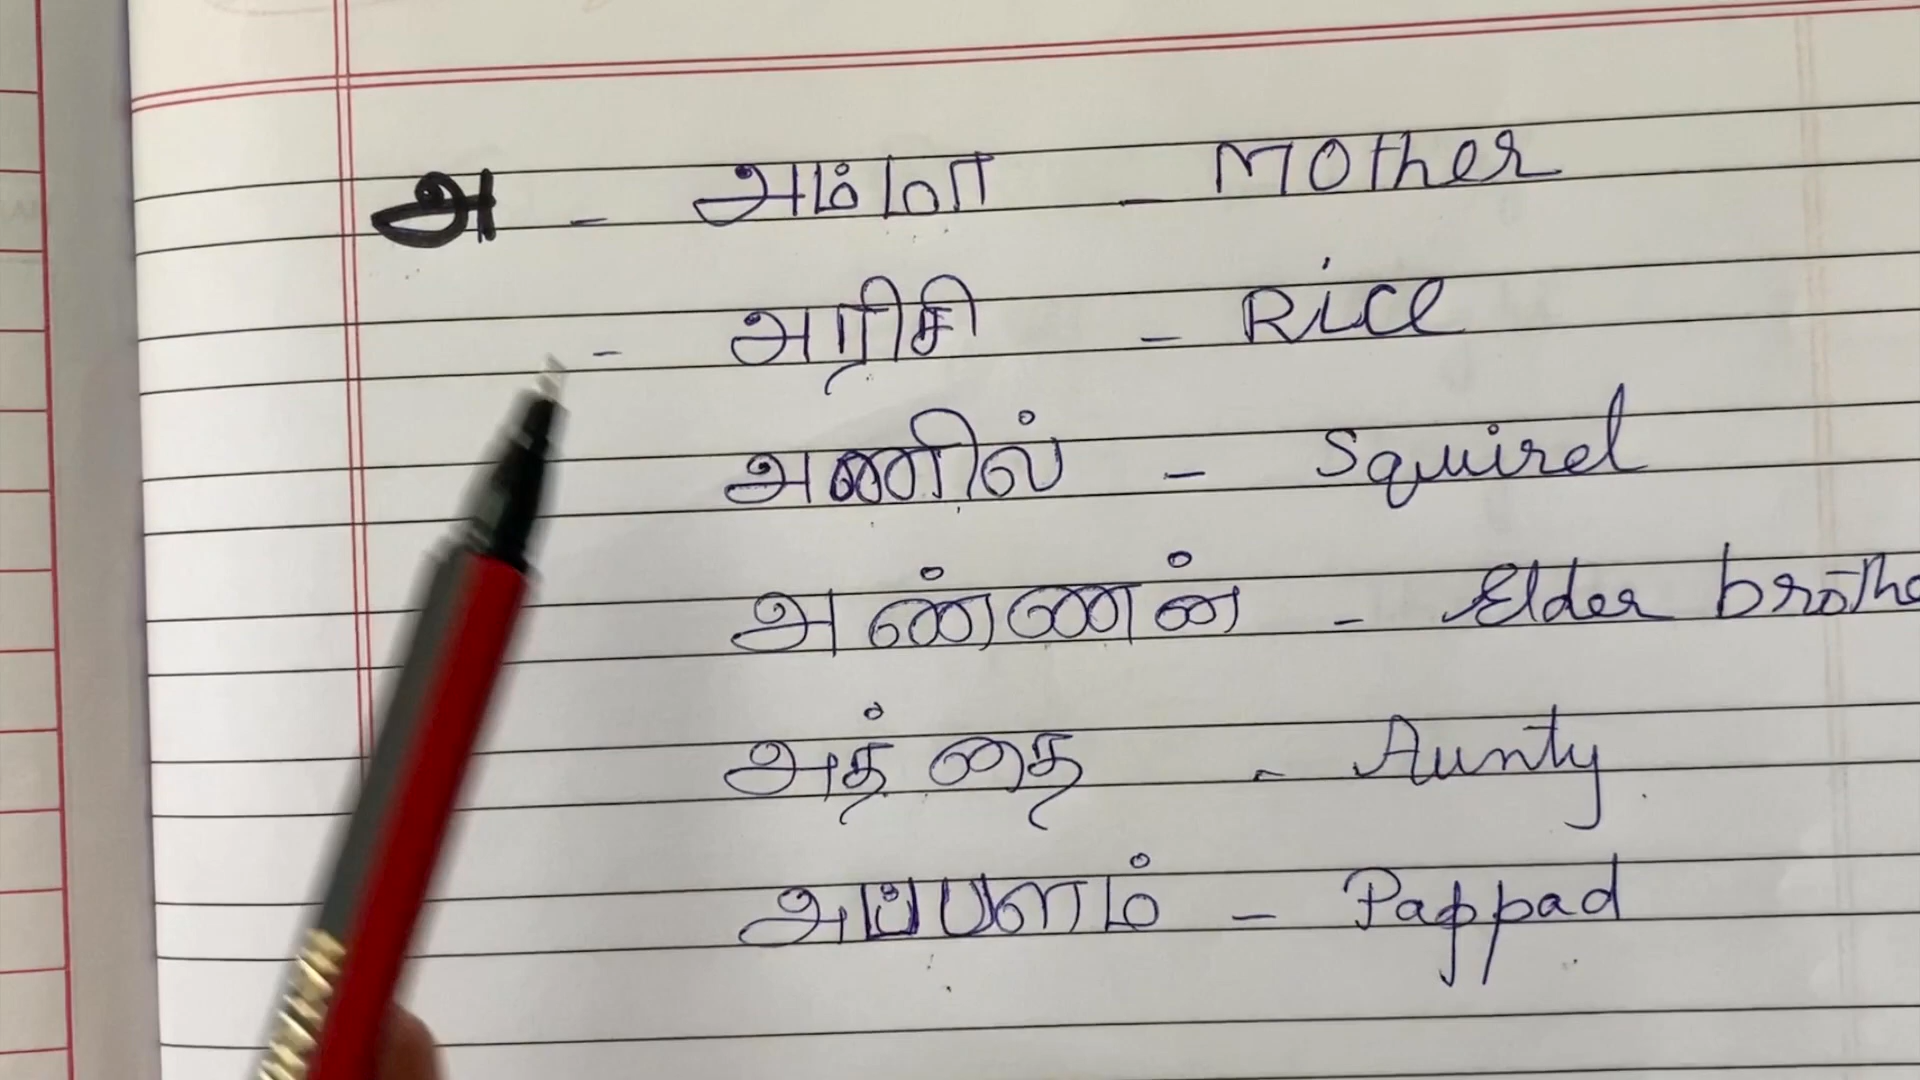 அ - அம்மா - Mother
- அரிசி - Rice
அணில் - Squirel
அண்ணன் - Elder brothe
அத்தை - Aunty
அப்பளம் - Pappad